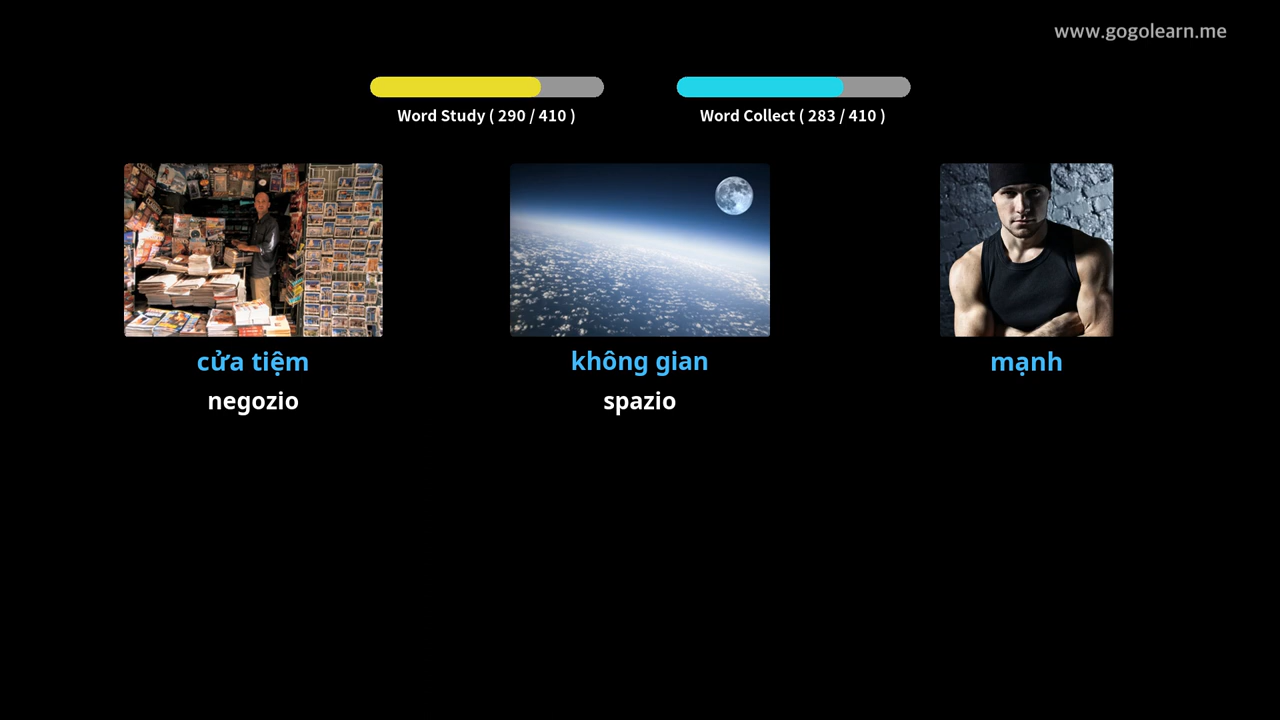 www.gogolearn.me
Word Study ( 290 / 410 )
Word Collect ( 283 / 410 )
cửa tiệm
không gian
mạnh
negozio
spazio